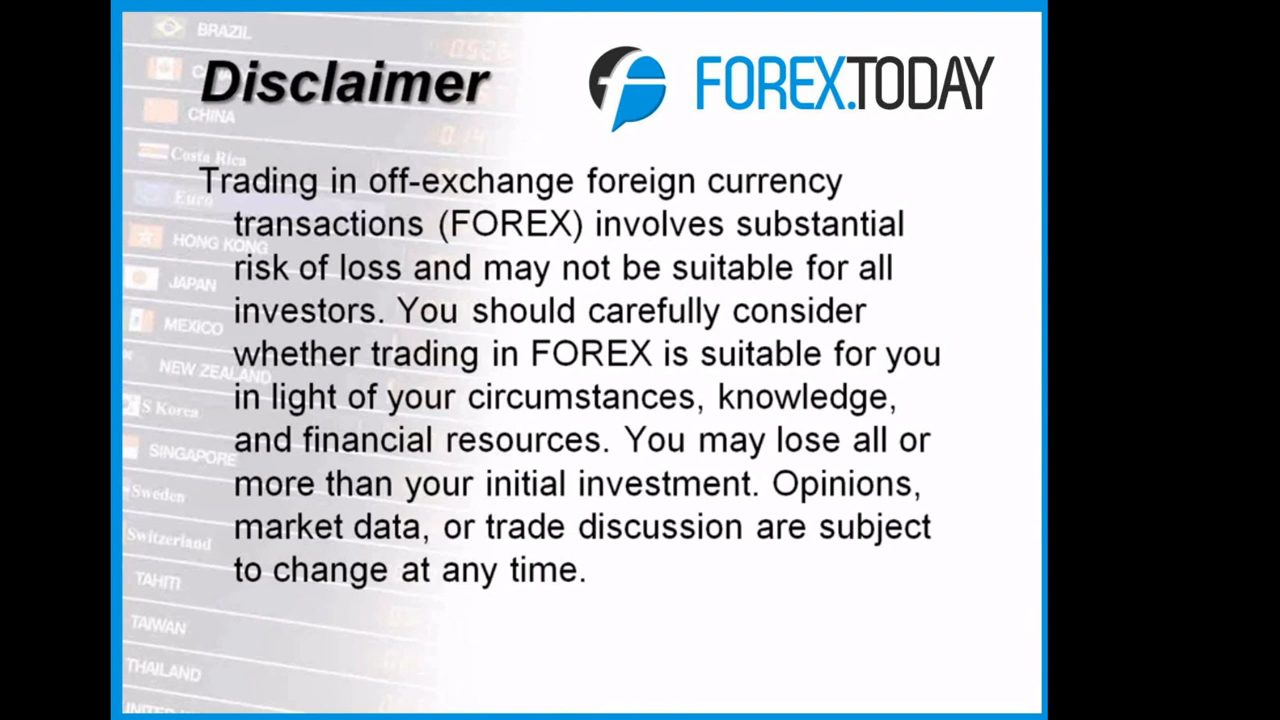 BRAZIL
Disclaimer
FOREX.TODAY
CHINA
Costa Rica
Trading in off-exchange foreign currency
Euro
transactions (FOREX) involves substantial
HONG KONG
risk of loss and may not be suitable for all
JAPAN
investors. You should carefully consider
MEXICO
whether trading in FOREX is suitable for you
NEW ZEALAND
in light of your circumstances, knowledge,
S Korea
and financial resources. You may lose all or
SINGAPORE
more than your initial investment. Opinions,
Sweden
market data, or trade discussion are subject
Switzerland
to change at any time.
TAHITI
TAIWAN
THAILAND